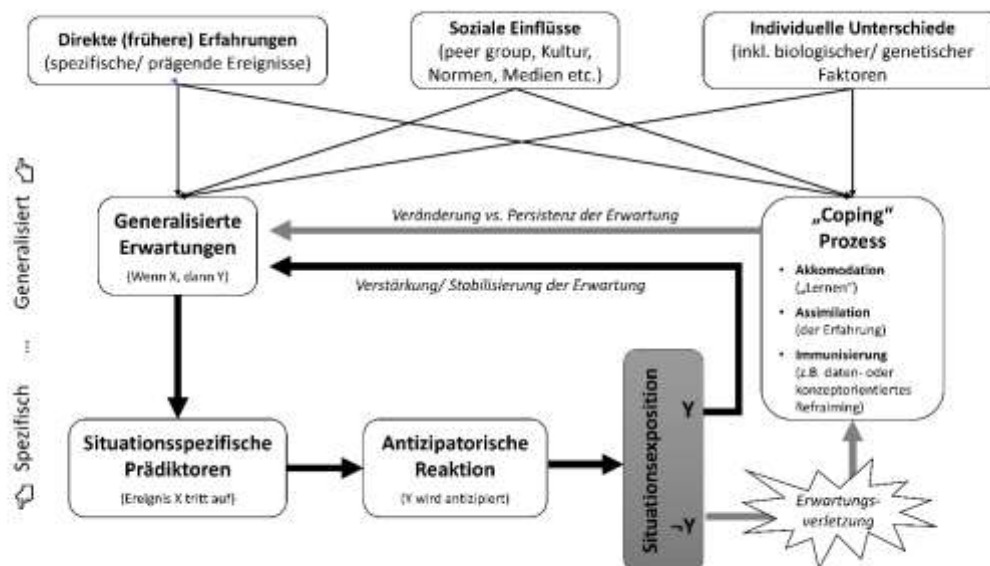 Direkte (frühere) Erfahrungen
(spezifische/ prägende Ereignisse)
Soziale Einflüsse
(peer group, Kultur,
Normen, Medien etc.)
Individuelle Unterschiede
(inkl. biologischer/ genetischer
Faktoren
Spezifisch ... Generalisiert
Generalisierte
Erwartungen
(Wenn X, dann Y)
Veränderung vs. Persistenz der Erwartung
Verstärkung/ Stabilisierung der Erwartung
„Coping“
Prozess
• Akkomodation
(„Lernen“)
• Assimilation
(der Erfahrung)
• Immunisierung
(z.B. daten- oder
konzeptorientiertes
Refraiming)
Situationsspezifische
Prädiktoren
(Ereignis X tritt auf)
Antizipatorische
Reaktion
(Y wird antizipiert)
Situationsexposition
Y
¬Y
Erwartungs-
verletzung